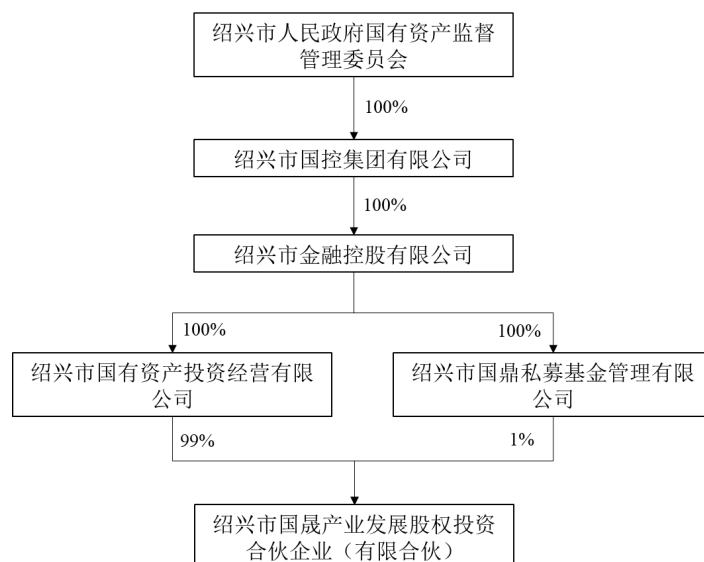 绍兴市人民政府国有资产监督
管理委员会
100%
绍兴市国控集团有限公司
100%
绍兴市金融控股有限公司
100%
100%
绍兴市国有资产投资经营有限
公司
绍兴市国鼎私募基金管理有限
公司
99%
1%
绍兴市国晟产业发展股权投资
合伙企业（有限合伙）